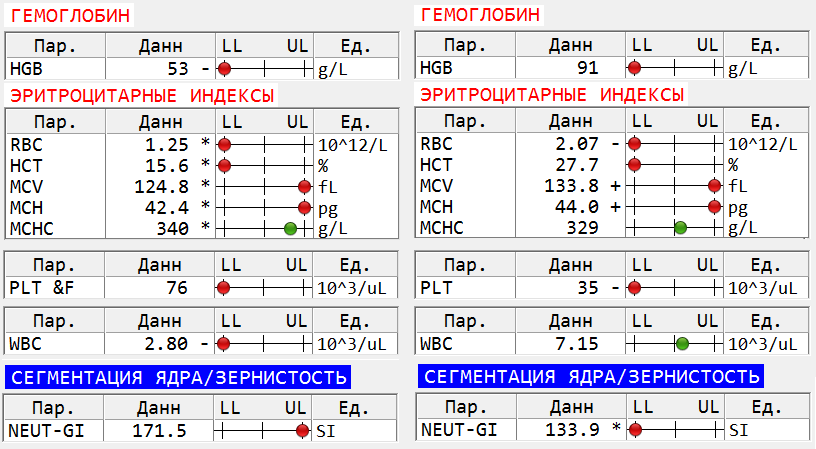 ГЕМОГЛОБИН
Пар. Данн LL UL Ед.
HGB 53 - g/L
ЭРИТРОЦИТАРНЫЕ ИНДЕКСЫ
Пар. Данн LL UL Ед.
RBC 1.25 * 10^12/L
HCT 15.6 * %
MCV 124.8 * fL
MCH 42.4 * pg
MCHC 340 * g/L
Пар. Данн LL UL Ед.
PLT &F 76 10^3/uL
Пар. Данн LL UL Ед.
WBC 2.80 - 10^3/uL
СЕГМЕНТАЦИЯ ЯДРА/ЗЕРНИСТОСТЬ
Пар. Данн LL UL Ед.
NEUT-GI 171.5 SI
ГЕМОГЛОБИН
Пар. Данн LL UL Ед.
HGB 91 g/L
ЭРИТРОЦИТАРНЫЕ ИНДЕКСЫ
Пар. Данн LL UL Ед.
RBC 2.07 - 10^12/L
HCT 27.7 %
MCV 133.8 + fL
MCH 44.0 + pg
MCHC 329 g/L
Пар. Данн LL UL Ед.
PLT 35 - 10^3/uL
Пар. Данн LL UL Ед.
WBC 7.15 10^3/uL
СЕГМЕНТАЦИЯ ЯДРА/ЗЕРНИСТОСТЬ
Пар. Данн LL UL Ед.
NEUT-GI 133.9 * SI